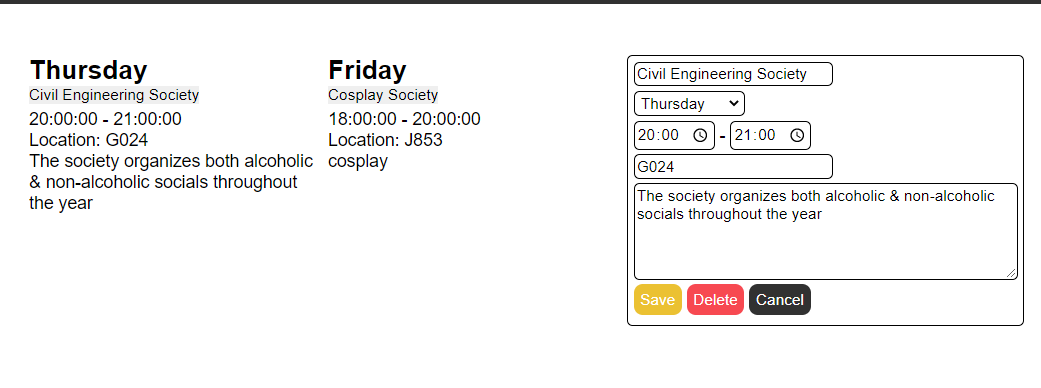 Thursday
Civil Engineering Society
20:00:00 - 21:00:00
Location: G024
The society organizes both alcoholic
& non-alcoholic socials throughout
the year
Friday
Cosplay Society
18:00:00 - 20:00:00
Location: J853
cosplay
Civil Engineering Society
Thursday
20:00 - 21:00
G024
The society organizes both alcoholic & non-alcoholic
socials throughout the year
Save Delete Cancel